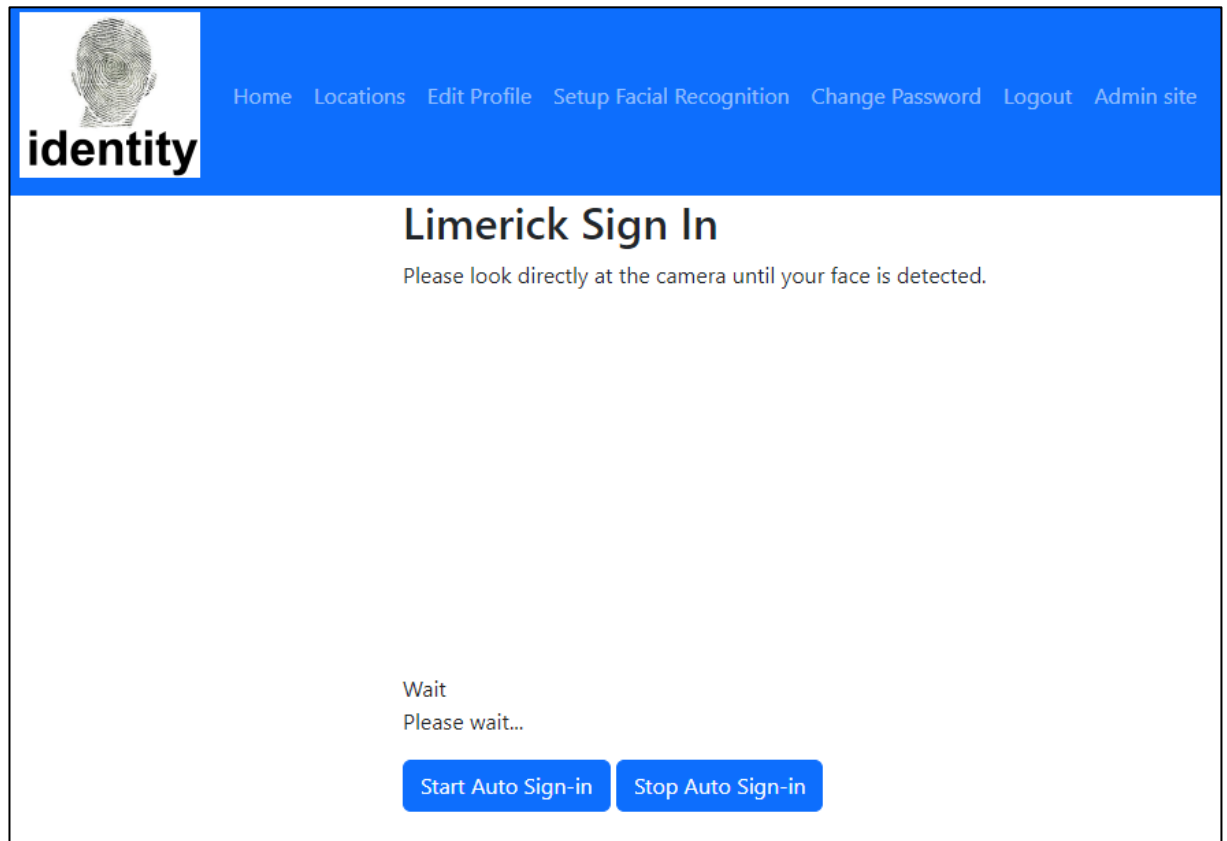 identity
Home Locations Edit Profile Setup Facial Recognition Change Password Logout Admin site
Limerick Sign In
Please look directly at the camera until your face is detected.
Wait
Please wait...
Start Auto Sign-in Stop Auto Sign-in